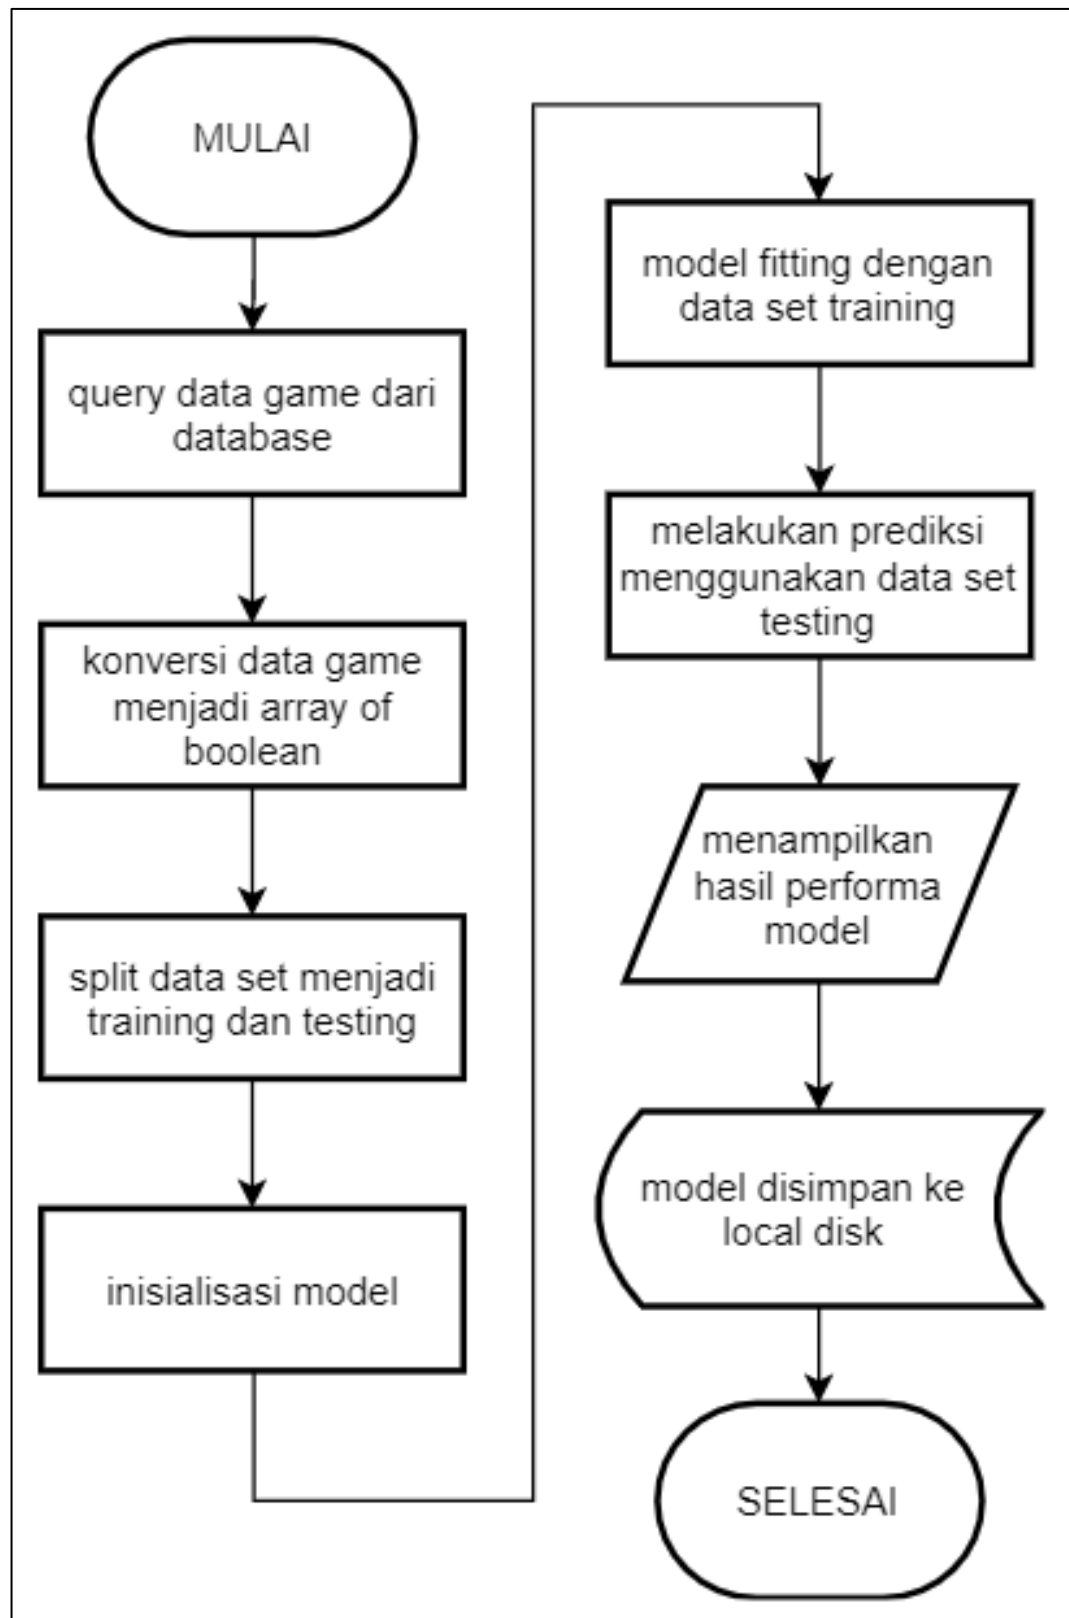 MULAI
query data game dari
database
konversi data game
menjadi array of
boolean
split data set menjadi
training dan testing
inisialisasi model
model fitting dengan
data set training
melakukan prediksi
menggunakan data set
testing
menampilkan
hasil performa
model
model disimpan ke
local disk
SELESAI